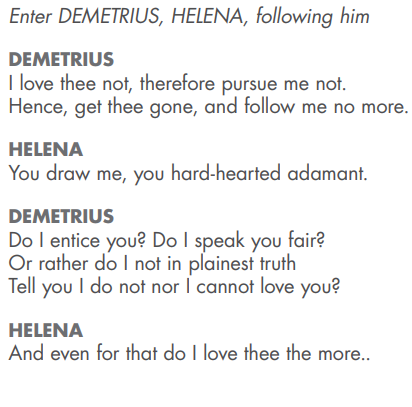 Enter DEMETRIUS, HELENA, following him
DEMETRIUS
I love thee not, therefore pursue me not.
Hence, get thee gone, and follow me no more.
HELENA
You draw me, you hard-hearted adamant.
DEMETRIUS
Do I entice you? Do I speak you fair?
Or rather do I not in plainest truth
Tell you I do not nor I cannot love you?
HELENA
And even for that do I love thee the more..